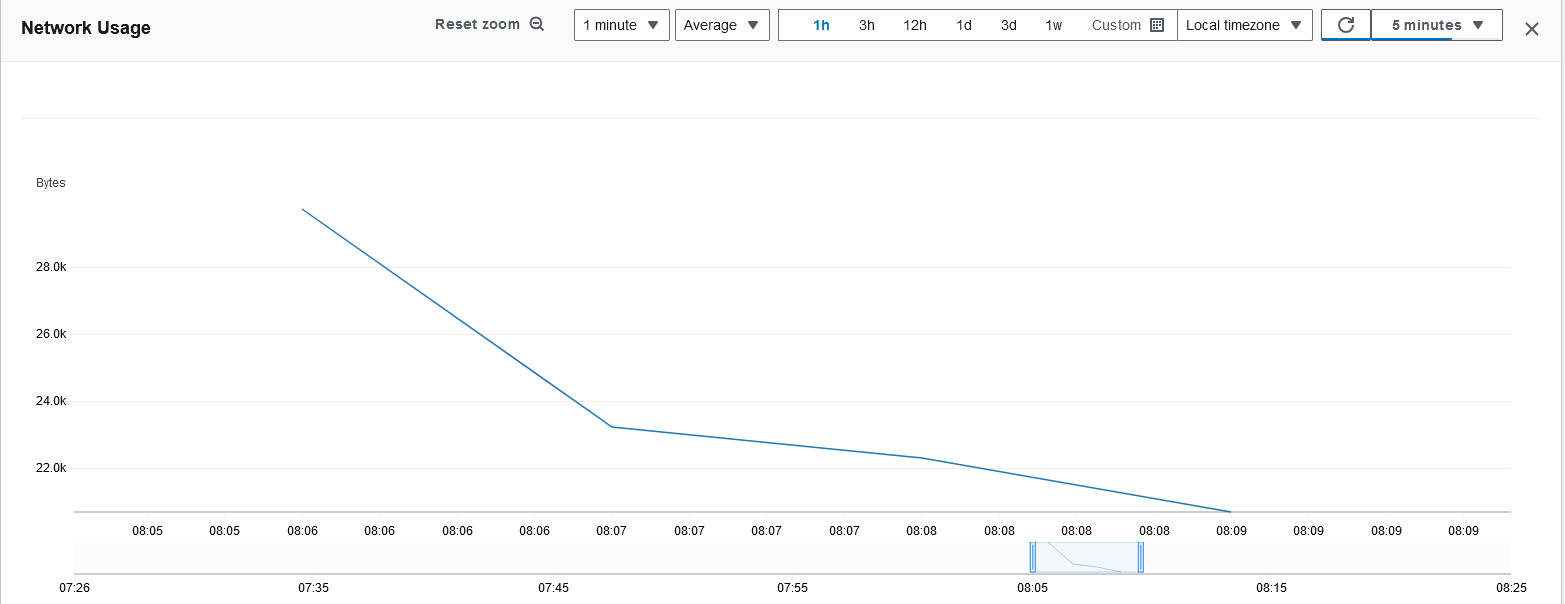 Network Usage Reset zoom 1 minute Average 1h 3h 12h 1d 3d 1w Custom Local timezone 5 minutes
Bytes
28.0k
26.0k
24.0k
22.0k
08:05 08:05 08:06 08:06 08:06 08:06 08:07 08:07 08:07 08:07 08:08 08:08 08:08 08:08 08:09 08:09 08:09 08:09
07:26 07:35 07:45 07:55 08:05 08:15 08:25